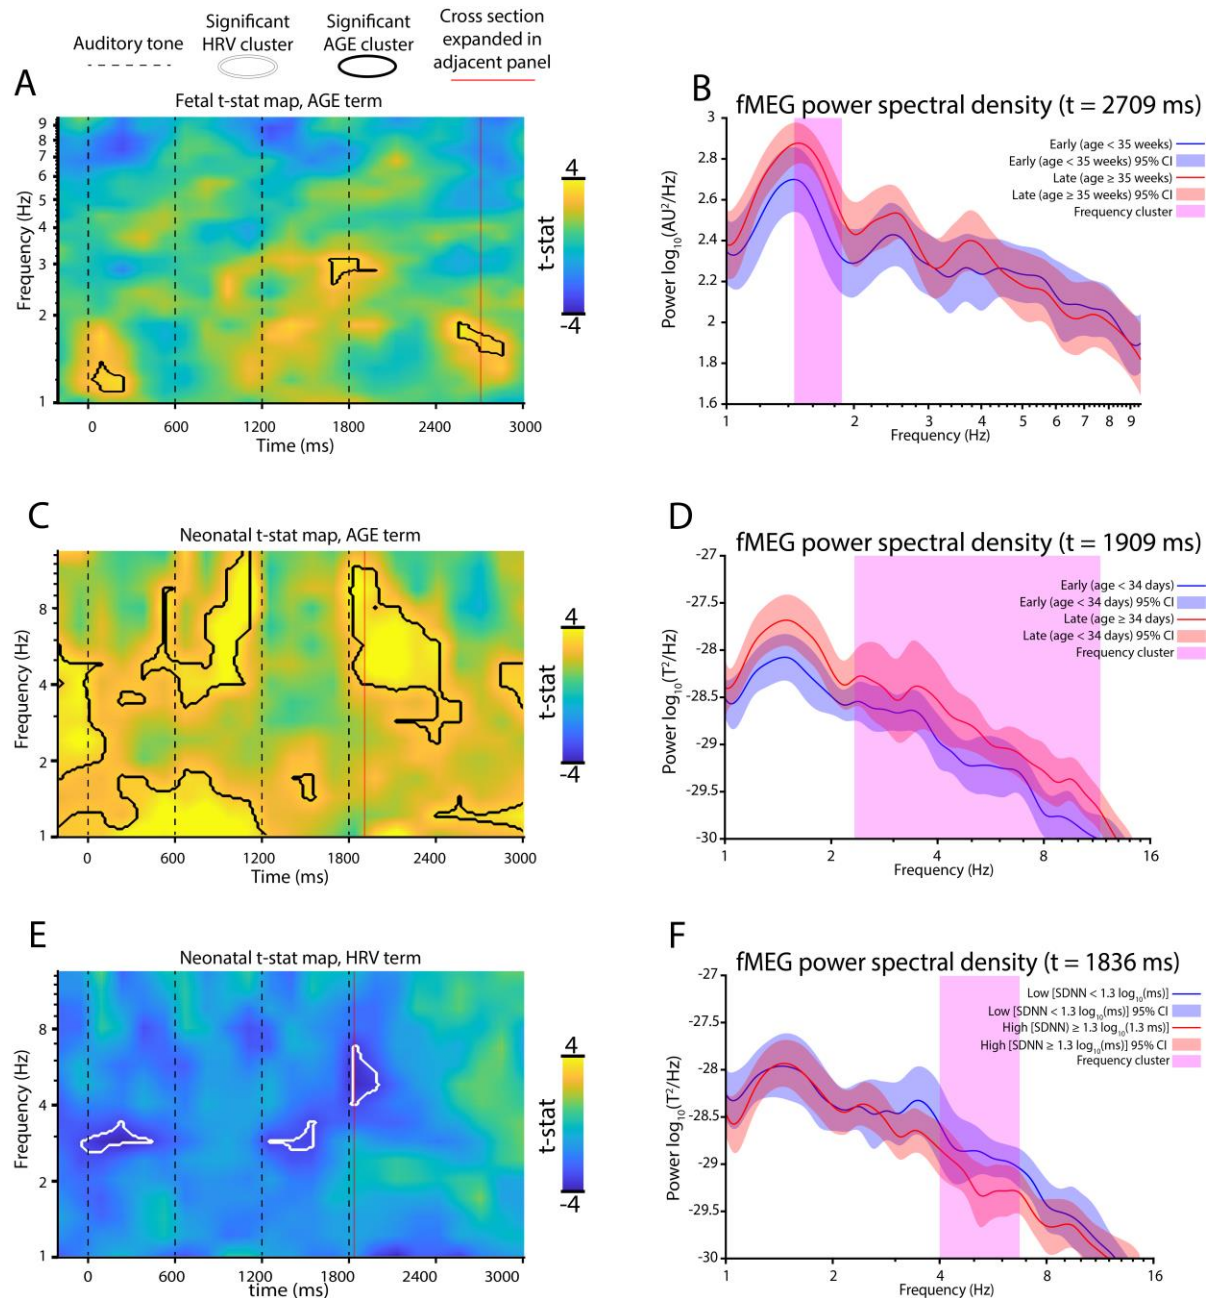 Auditory tone
Significant
HRV cluster
Significant
AGE cluster
Cross section
expanded in
adjacent panel
A
Fetal t-stat map, AGE term
Frequency (Hz)
9
8
7
6
5
4
3
2
1
0 600 1200 1800 2400 3000
Time (ms)
4
t-stat
-4
B
fMEG power spectral density (t = 2709 ms)
Early (age < 35 weeks)
Early (age < 35 weeks) 95% CI
Late (age ≥ 35 weeks)
Late (age ≥ 35 weeks) 95% CI
Frequency cluster
Power log10(AU²/Hz)
3
2.8
2.6
2.4
2.2
2
1.8
1.6
1 2 3 4 5 6 7 8 9
Frequency (Hz)
C
Neonatal t-stat map, AGE term
Frequency (Hz)
8
4
2
1
0 600 1200 1800 2400 3000
Time (ms)
4
t-stat
-4
D
fMEG power spectral density (t = 1909 ms)
Early (age < 34 days)
Early (age < 34 days) 95% CI
Late (age ≥ 34 days)
Late (age < 34 days) 95% CI
Frequency cluster
Power log10(T²/Hz)
-27
-27.5
-28
-28.5
-29
-29.5
-30
1 2 4 8 16
Frequency (Hz)
E
Neonatal t-stat map, HRV term
Frequency (Hz)
8
4
2
1
0 600 1200 1800 2400 3000
time (ms)
4
t-stat
-4
F
fMEG power spectral density (t = 1836 ms)
Low [SDNN < 1.3 log10(ms)]
Low [SDNN < 1.3 log10(ms)] 95% CI
High [SDNN) ≥ 1.3 log10(1.3 ms)]
High [SDNN ≥ 1.3 log10(ms)] 95% CI
Frequency cluster
Power log10(T²/Hz)
-27
-27.5
-28
-28.5
-29
-29.5
-30
1 2 4 8 16
Frequency (Hz)